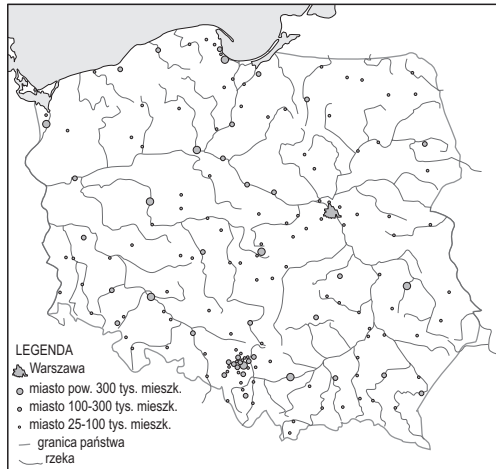 LEGENDA
Warszawa
miasto pow. 300 tys. mieszk.
miasto 100-300 tys. mieszk.
miasto 25-100 tys. mieszk.
granica państwa
rzeka